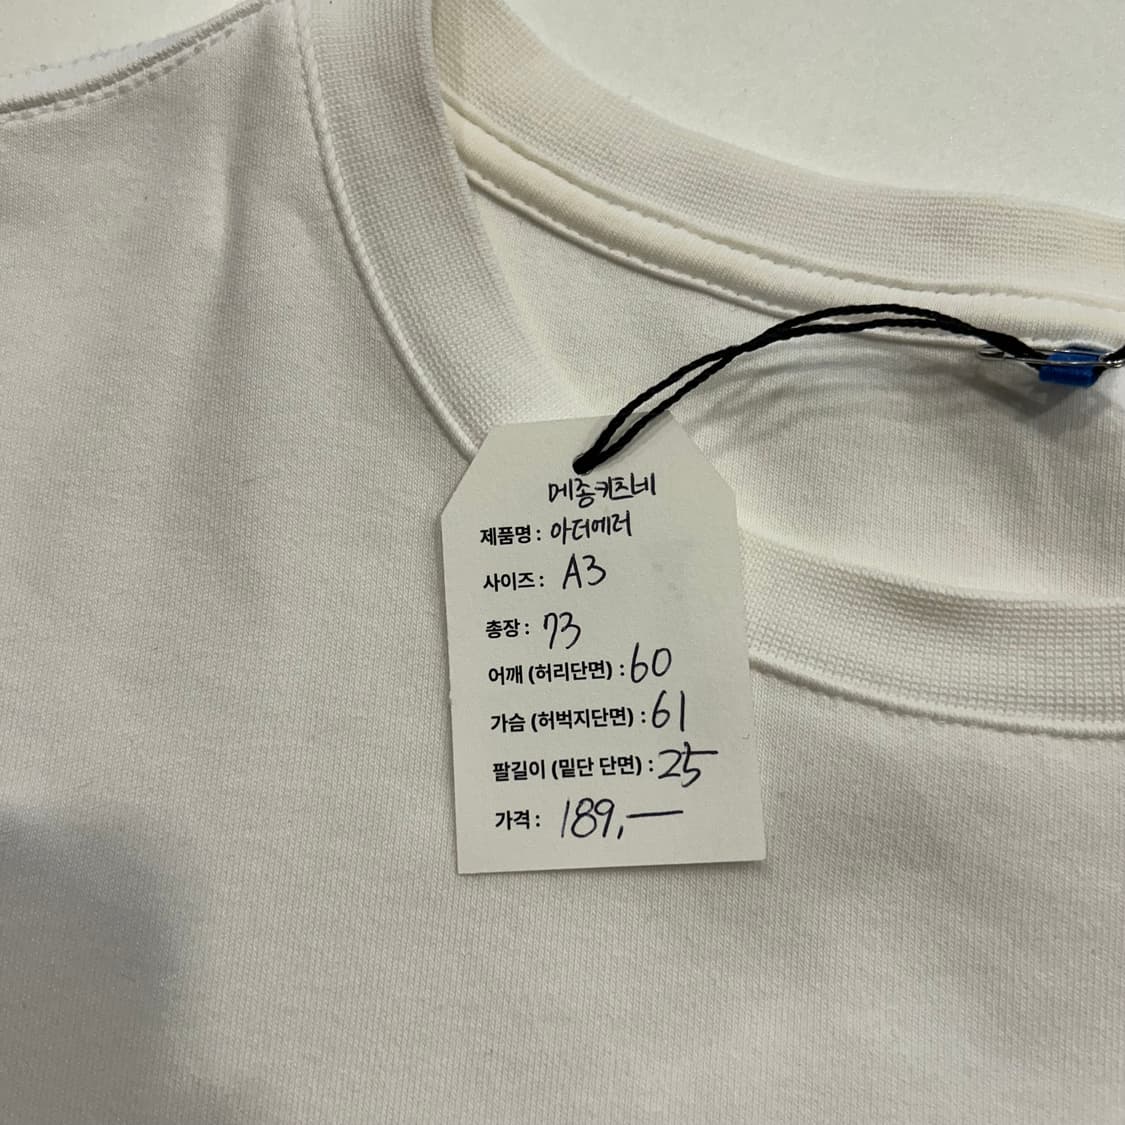 메종키츠네
제품명 : 아더에러
사이즈 : A3
총장 : 73
어깨 (허리단면) : 60
가슴 (허벅지단면) : 61
팔길이 (밑단 단면) : 25
가격 : 189,—